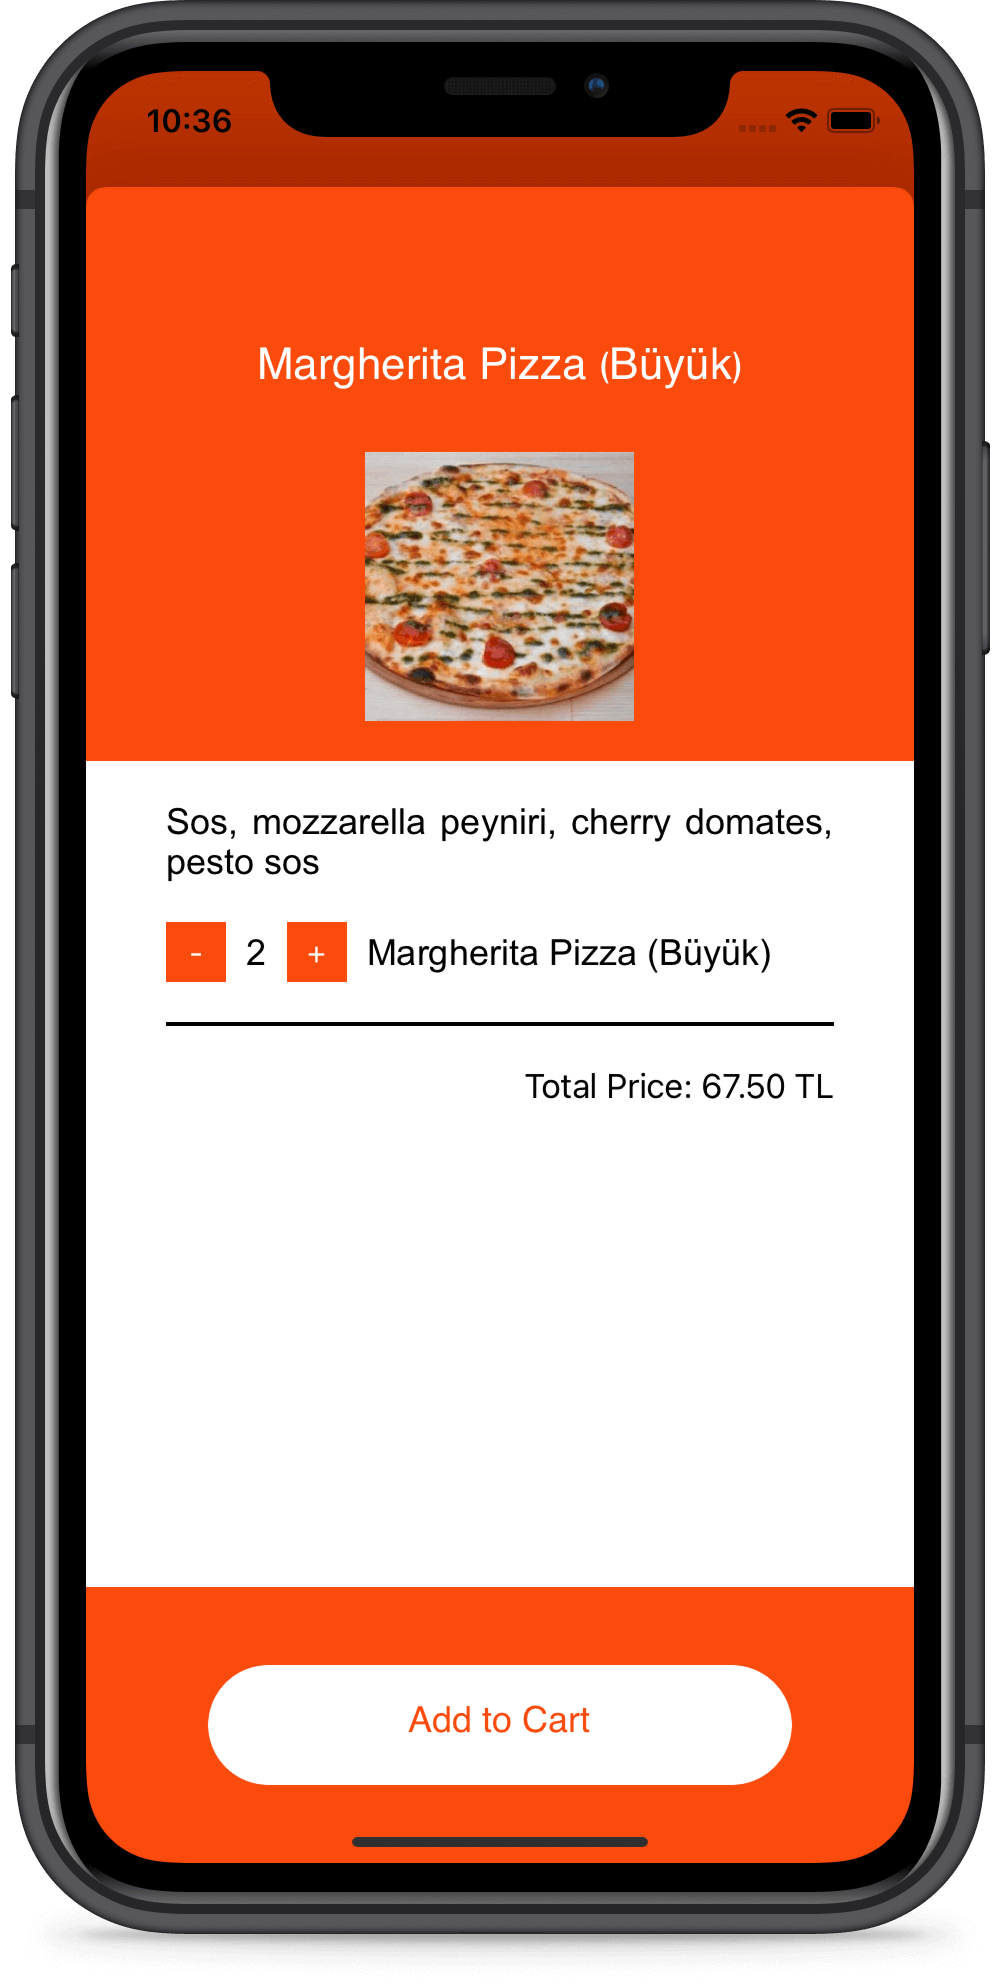 10:36
Margherita Pizza (Büyük)
Sos, mozzarella peyniri, cherry domates,
pesto sos
- 2 + Margherita Pizza (Büyük)
Total Price: 67.50 TL
Add to Cart